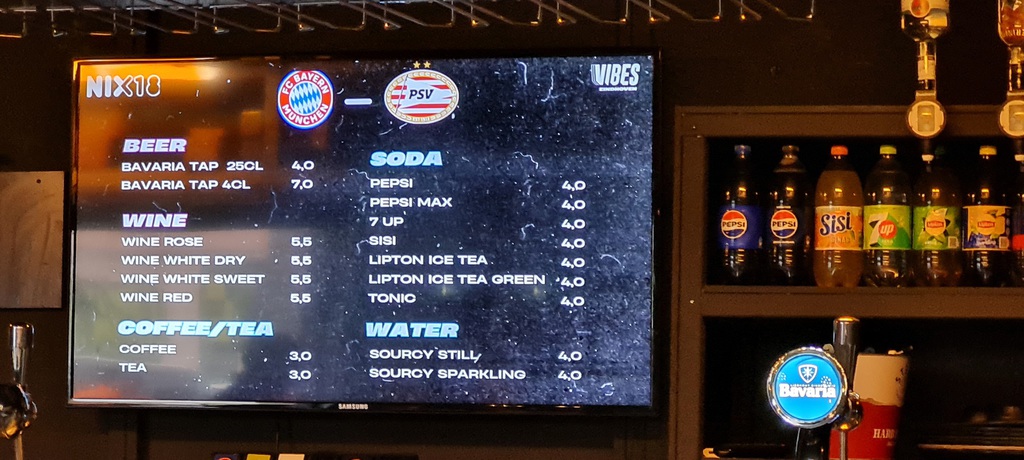 NIX18
FC BAYERN
MÜNCHEN
PSV
VIBES
EINDHOVEN
BEER
BAVARIA TAP 25CL 4,0
BAVARIA TAP 4CL 7,0
WINE
WINE ROSE 5,5
WINE WHITE DRY 5,5
WINE WHITE SWEET 5,5
WINE RED 5,5
COFFEE/TEA
COFFEE 3,0
TEA 3,0
SODA
PEPSI 4,0
PEPSI MAX 4,0
7 UP 4,0
SISI 4,0
LIPTON ICE TEA 4,0
LIPTON ICE TEA GREEN 4,0
TONIC 4,0
WATER
SOURCY STILL 4,0
SOURCY SPARKLING 4,0
SAMSUNG
PEPSI
PEPSI
Sisi
7up
Lipton
Lipton
Bavaria